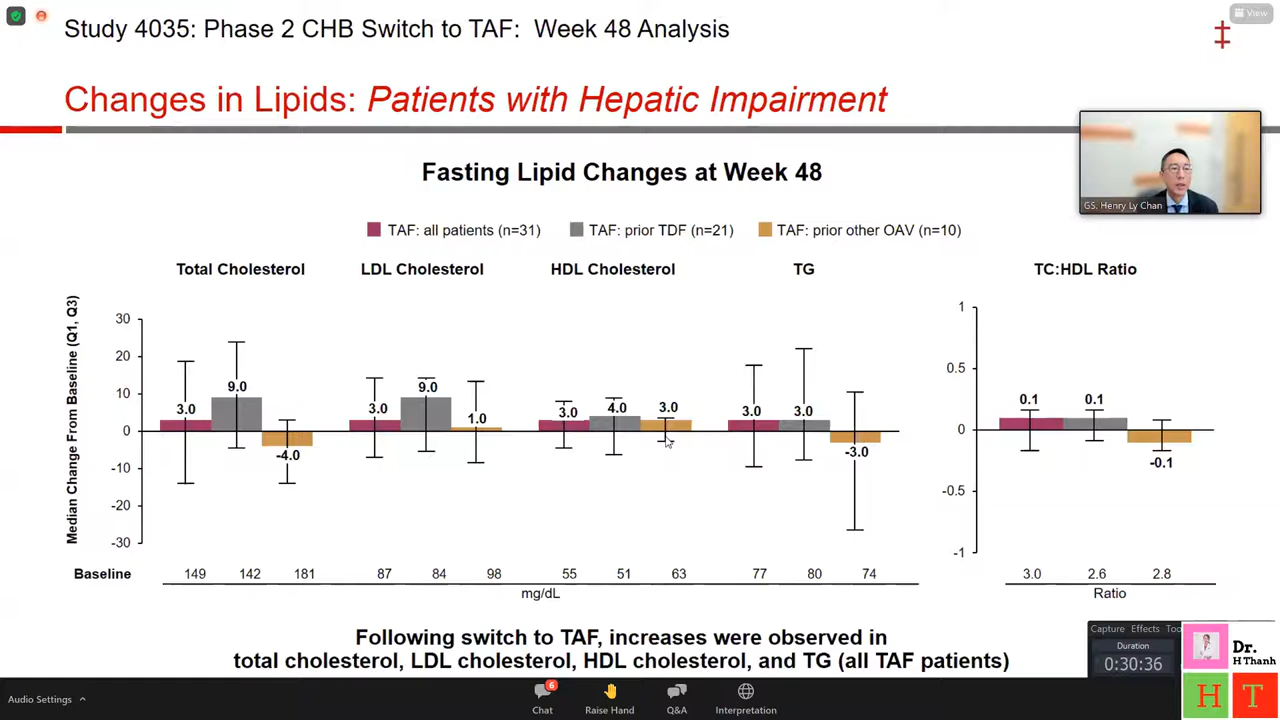 View
Study 4035: Phase 2 CHB Switch to TAF: Week 48 Analysis
‡
Changes in Lipids: Patients with Hepatic Impairment
GS. Henry Ly Chan
Fasting Lipid Changes at Week 48
TAF: all patients (n=31) TAF: prior TDF (n=21) TAF: prior other OAV (n=10)
Total Cholesterol LDL Cholesterol HDL Cholesterol TG TC:HDL Ratio
Median Change From Baseline (Q1, Q3)
30
20
10
0
-10
-20
-30
3.0 9.0 -4.0
3.0 9.0 1.0
3.0 4.0 3.0
3.0 3.0 -3.0
1
0.5
0
-0.5
-1
0.1 0.1 -0.1
Baseline 149 142 181 87 84 98 55 51 63 77 80 74 3.0 2.6 2.8
mg/dL Ratio
Following switch to TAF, increases were observed in
total cholesterol, LDL cholesterol, HDL cholesterol, and TG (all TAF patients)
Capture Effects Too
Duration
0:30:36
Dr.
H Thanh
H T
Audio Settings
6
Chat Raise Hand Q&A Interpretation